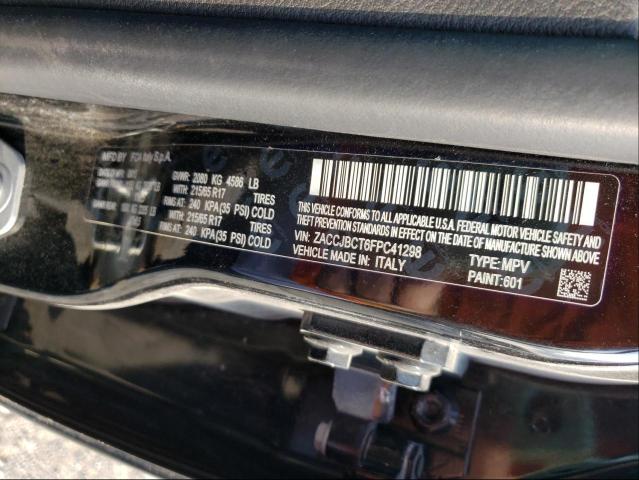 MFD BY FCA Italy S.p.A.
GVWR: 2080 KG 4586 LB
WITH: 215/65 R17 TIRES
RING AT: 240 KPA(35 PSI) COLD
WITH: 215/65 R17 TIRES
RING AT: 240 KPA(35 PSI) COLD
THIS VEHICLE CONFORMS TO ALL APPLICABLE U.S.A. FEDERAL MOTOR VEHICLE SAFETY AND
THEFT PREVENTION STANDARDS IN EFFECT ON THE DATE OF MANUFACTURE SHOWN ABOVE
VIN: ZACCJBCT6FPC41298 TYPE: MPV
VEHICLE MADE IN: ITALY PAINT:601